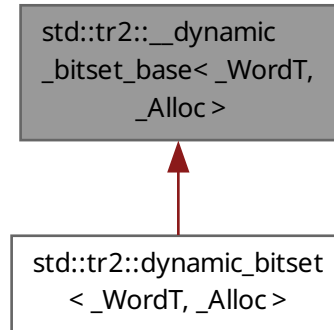 std::tr2::__dynamic
_bitset_base< _WordT,
_Alloc >
std::tr2::dynamic_bitset
< _WordT, _Alloc >